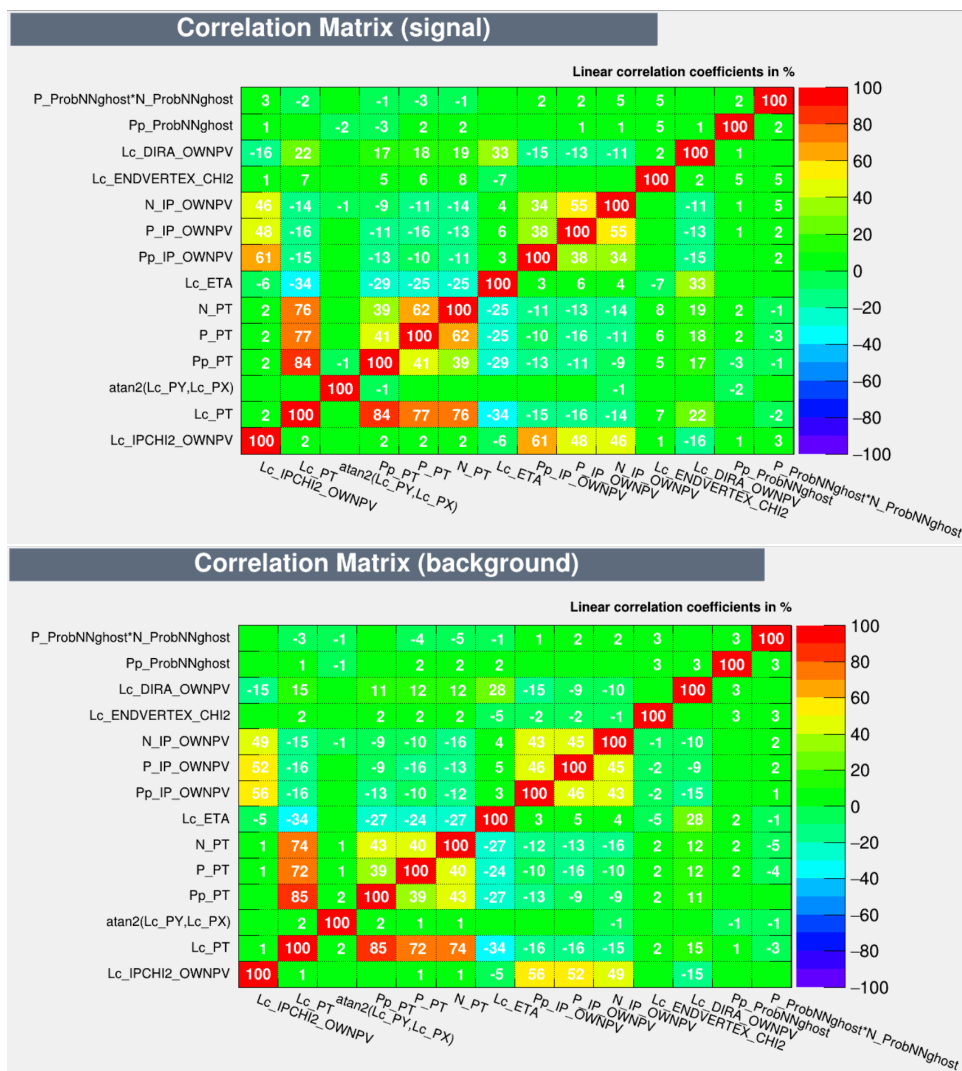 Correlation Matrix (signal)
Linear correlation coefficients in %
P_ProbNNghost*N_ProbNNghost 3 -2 -1 -3 -1 2 2 5 5 2 100
Pp_ProbNNghost 1 -2 -3 2 2 1 1 5 1 100 2
Lc_DIRA_OWNPV -16 22 17 18 19 33 -15 -13 -11 2 100 1
Lc_ENDVERTEX_CHI2 1 7 5 6 8 -7 100 2 5 5
N_IP_OWNPV 46 -14 -1 -9 -11 -14 4 34 55 100 -11 1 5
P_IP_OWNPV 48 -16 -11 -16 -13 6 38 100 55 -13 1 2
Pp_IP_OWNPV 61 -15 -13 -10 -11 3 100 38 34 -15 2
Lc_ETA -6 -34 -29 -25 -25 100 3 6 4 -7 33
N_PT 2 76 39 62 100 -25 -11 -13 -14 8 19 2 -1
P_PT 2 77 41 100 62 -25 -10 -16 -11 6 18 2 -3
Pp_PT 2 84 -1 100 41 39 -29 -13 -11 -9 5 17 -3 -1
atan2(Lc_PY,Lc_PX) 100 -1 -1 -2
Lc_PT 2 100 84 77 76 -34 -15 -16 -14 7 22 -2
Lc_IPCHI2_OWNPV 100 2 2 2 2 -6 61 48 46 1 -16 1 3
100
80
60
40
20
0
−20
−40
−60
−80
−100
Lc_IPCHI2_OWNPV
Lc_PT
atan2(Lc_PY,Lc_PX)
Pp_PT
P_PT
N_PT
Lc_ETA
Pp_IP_OWNPV
P_IP_OWNPV
N_IP_OWNPV
Lc_ENDVERTEX_CHI2
Lc_DIRA_OWNPV
Pp_ProbNNghost
P_ProbNNghost*N_ProbNNghost
Correlation Matrix (background)
Linear correlation coefficients in %
P_ProbNNghost*N_ProbNNghost -3 -1 -4 -5 -1 1 2 2 3 3 100
Pp_ProbNNghost 1 -1 2 2 2 3 3 100 3
Lc_DIRA_OWNPV -15 15 11 12 12 28 -15 -9 -10 100 3
Lc_ENDVERTEX_CHI2 2 2 2 2 -5 -2 -2 -1 100 3 3
N_IP_OWNPV 49 -15 -1 -9 -10 -16 4 43 45 100 -1 -10 2
P_IP_OWNPV 52 -16 -9 -16 -13 5 46 100 45 -2 -9 2
Pp_IP_OWNPV 56 -16 -13 -10 -12 3 100 46 43 -2 -15 1
Lc_ETA -5 -34 -27 -24 -27 100 3 5 4 -5 28 2 -1
N_PT 1 74 1 43 40 100 -27 -12 -13 -16 2 12 2 -5
P_PT 1 72 1 39 100 40 -24 -10 -16 -10 2 12 2 -4
Pp_PT 85 2 100 39 43 -27 -13 -9 -9 2 11
atan2(Lc_PY,Lc_PX) 2 100 2 1 1 -1 -1 -1
Lc_PT 1 100 2 85 72 74 -34 -16 -16 -15 2 15 1 -3
Lc_IPCHI2_OWNPV 100 1 1 1 -5 56 52 49 -15
100
80
60
40
20
0
−20
−40
−60
−80
−100
Lc_IPCHI2_OWNPV
Lc_PT
atan2(Lc_PY,Lc_PX)
Pp_PT
P_PT
N_PT
Lc_ETA
Pp_IP_OWNPV
P_IP_OWNPV
N_IP_OWNPV
Lc_ENDVERTEX_CHI2
Lc_DIRA_OWNPV
Pp_ProbNNghost
P_ProbNNghost*N_ProbNNghost